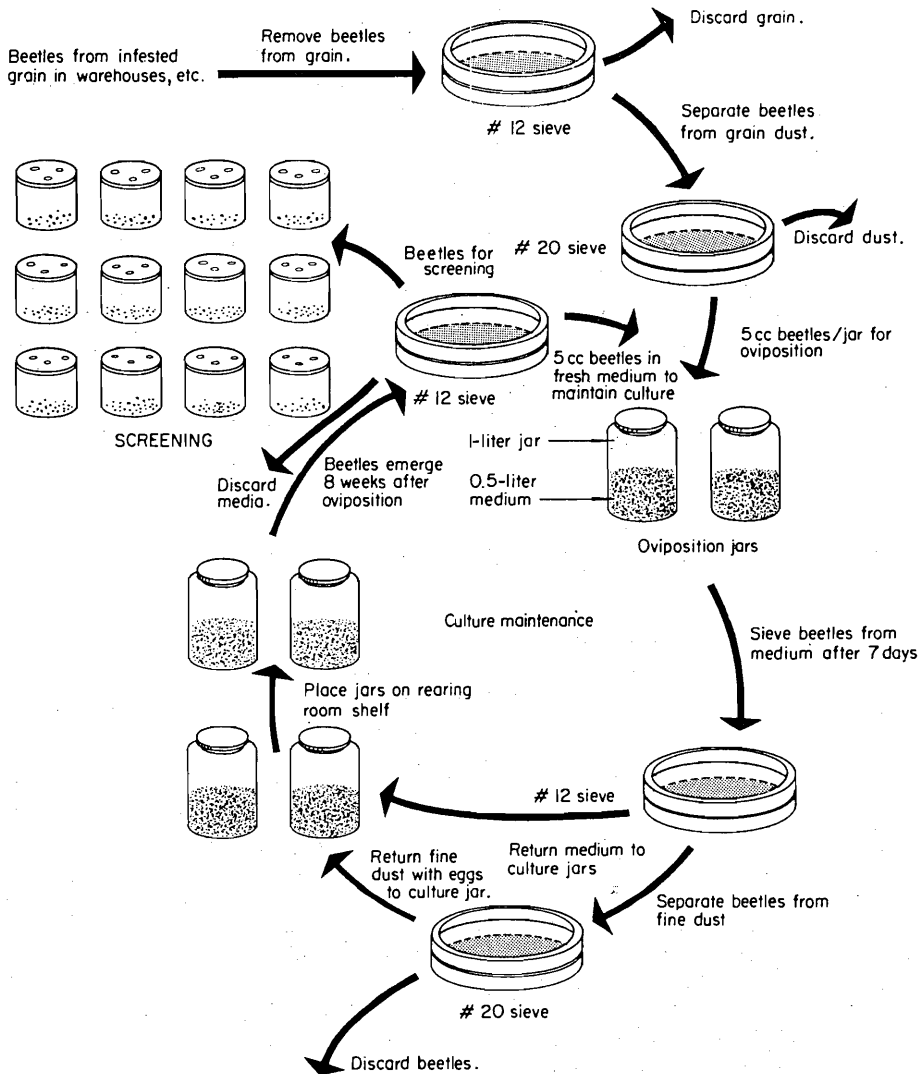 Beetles from infested
grain in warehouses, etc.
Remove beetles
from grain.
Discard grain.
# 12 sieve
Separate beetles
from grain dust.
# 20 sieve
Discard dust.
Beetles for
screening
5 cc beetles/jar for
oviposition
5 cc beetles in
fresh medium to
maintain culture
# 12 sieve
SCREENING
Discard
media.
Beetles emerge
8 weeks after
oviposition
1-liter jar
0.5-liter
medium
Oviposition jars
Culture maintenance
Sieve beetles from
medium after 7 days
Place jars on rearing
room shelf
# 12 sieve
Return medium to
culture jars
Return fine
dust with eggs
to culture jar.
Separate beetles from
fine dust
# 20 sieve
Discard beetles.